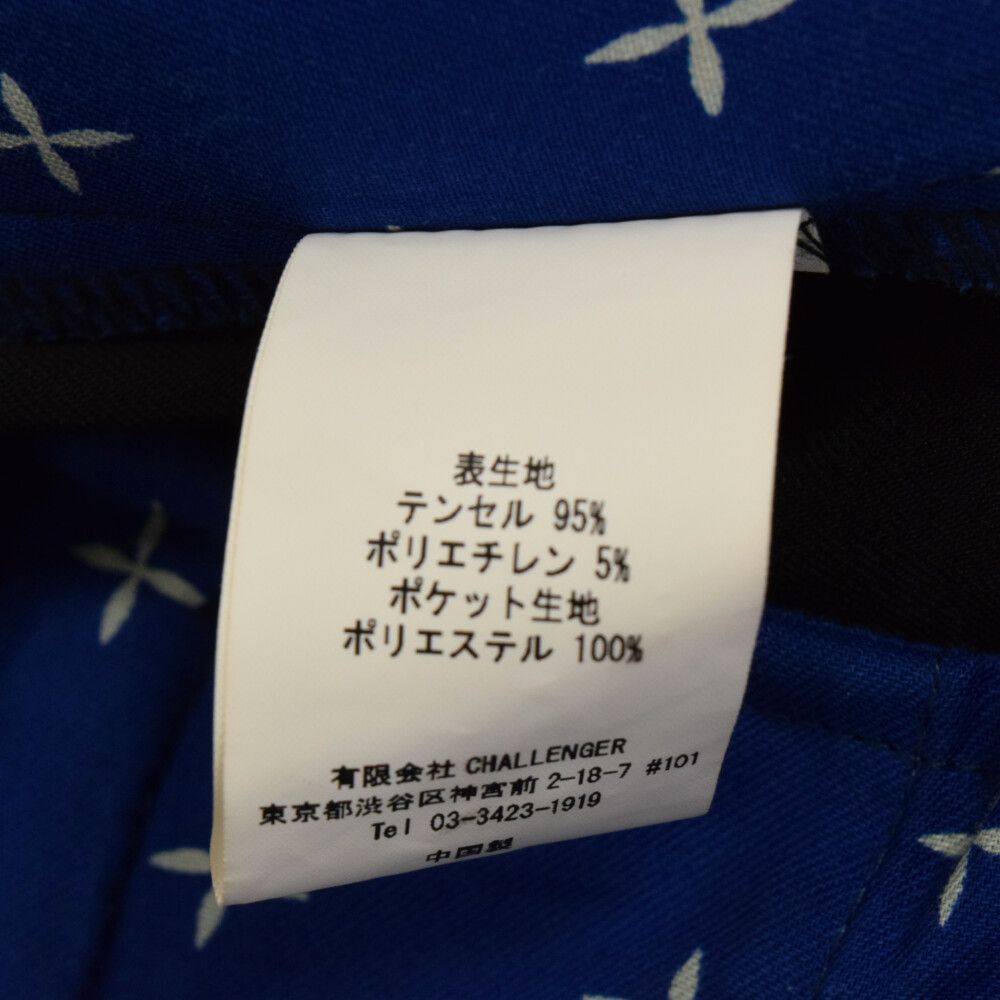 表生地
テンセル 95%
ポリエチレン 5%
ポケット生地
ポリエステル 100%
有限会社 CHALLENGER
東京都渋谷区神宮前 2-18-7 #101
Tel 03-3423-1919
中国製